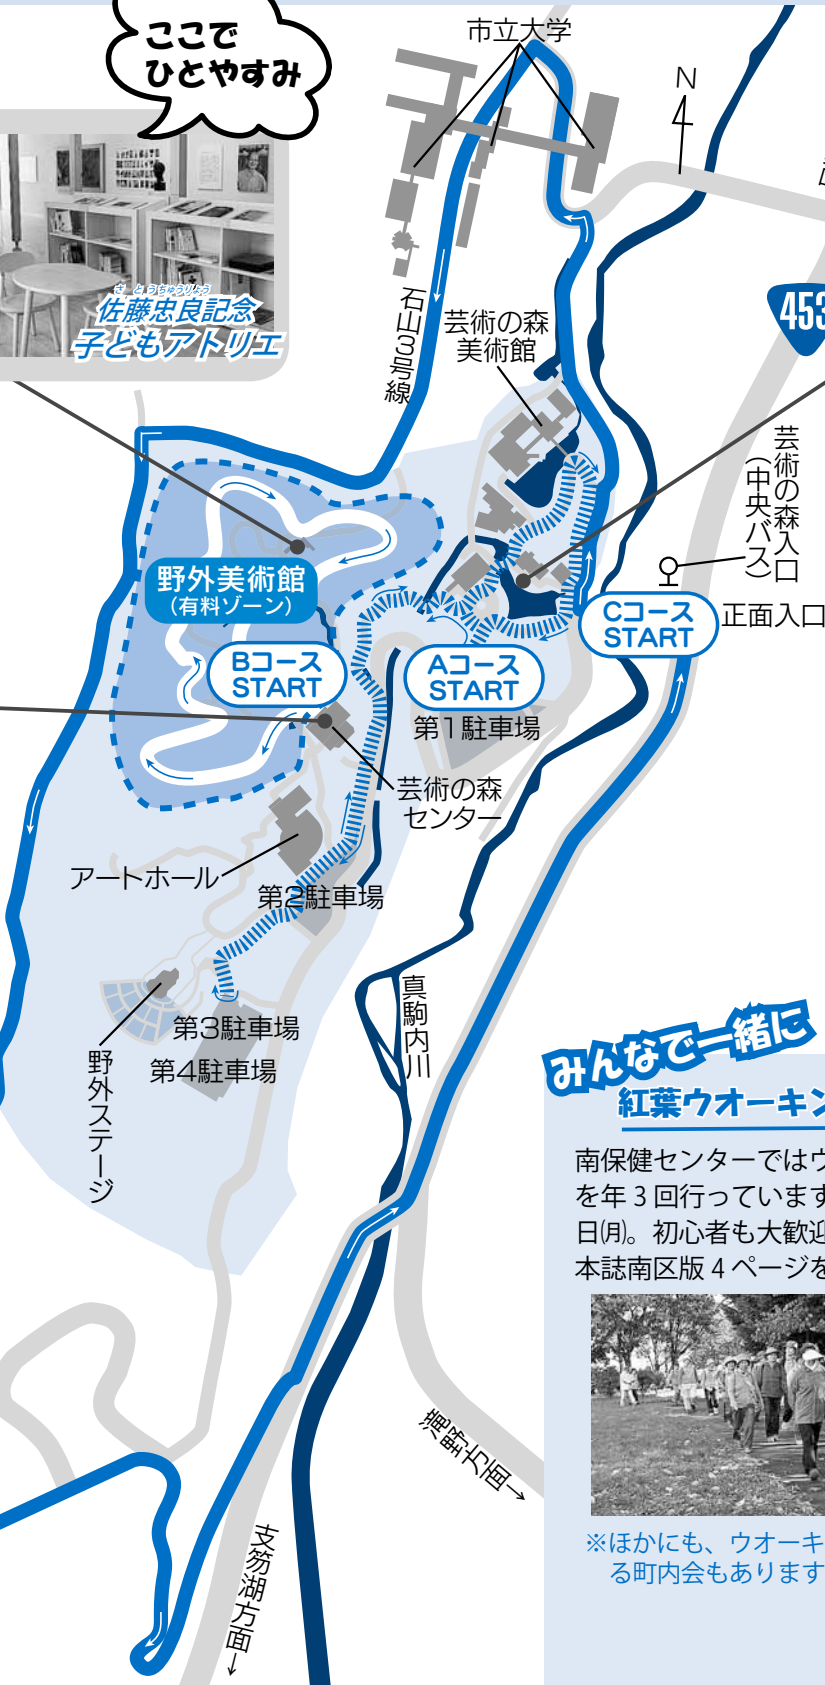 ここで
ひとやすみ
市立大学
N
さとうちゅうりょう
佐藤忠良記念
子どもアトリエ
石山3号線
芸術の森
美術館
453
芸術の森入口
(中央バス)
野外美術館
(有料ゾーン)
Cコース
START
正面入口
Bコース
START
Aコース
START
第1駐車場
芸術の森
センター
アートホール
第2駐車場
真駒内川
第3駐車場
第4駐車場
野外ステージ
みんなで一緒に
紅葉ウオーキン
南保健センターではウ
を年3回行っています
日(月)。初心者も大歓迎
本誌南区版4ページを
滝野方面→
支笏湖方面→
※ほかにも、ウオーキ
る町内会もあります